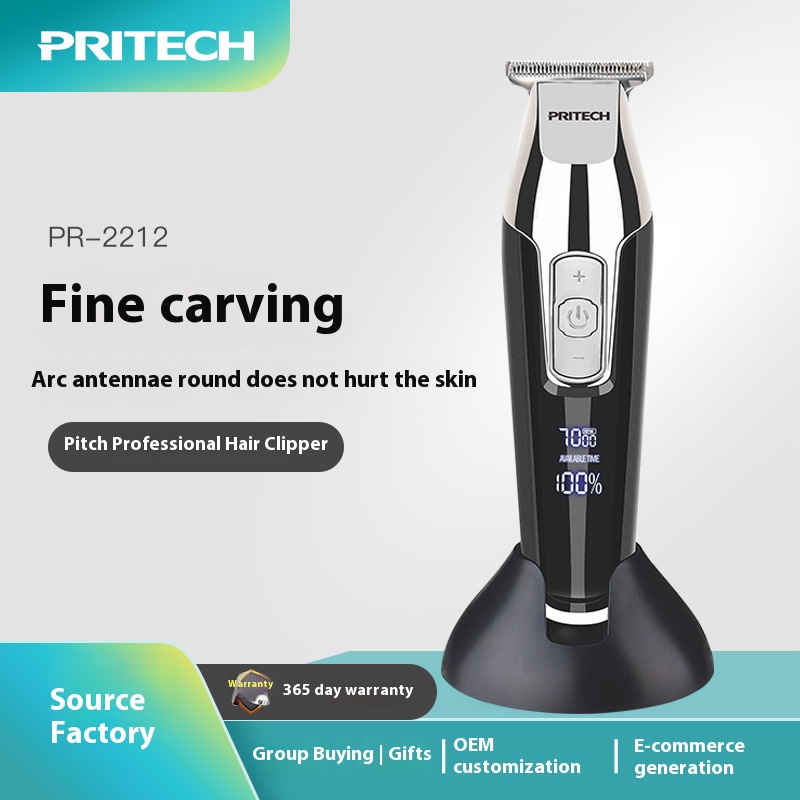 PRITECH
PRITECH
PR-2212
Fine carving
Arc antennae round does not hurt the skin
Pitch Professional Hair Clipper
7000
AVAILABLE TIME
100%
Warranty
365 day warranty
Source
Factory
Group Buying | Gifts
OEM
customization
E-commerce
generation